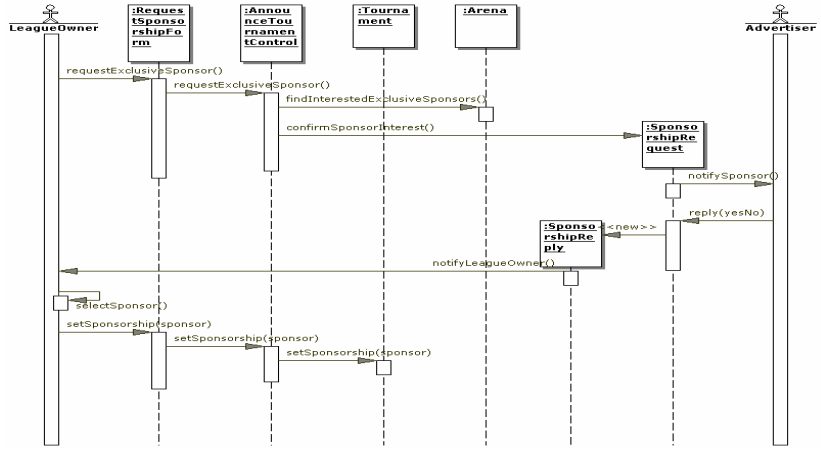 :Reques
tSponso
rshipFo
rm
:Annou
nceTou
rnamen
tControl
:Tourna
ment
:Arena
LeagueOwner
Advertiser
requestExclusiveSponsor()
requestExclusiveSponsor()
findInterestedExclusiveSponsors()
confirmSponsorInterest()
:Sponso
rshipRe
quest
notifySponsor()
reply(yesNo)
:Sponso
rshipRe
ply
<<new>>
notifyLeagueOwner()
selectSponsor()
setSponsorship(sponsor)
setSponsorship(sponsor)
setSponsorship(sponsor)